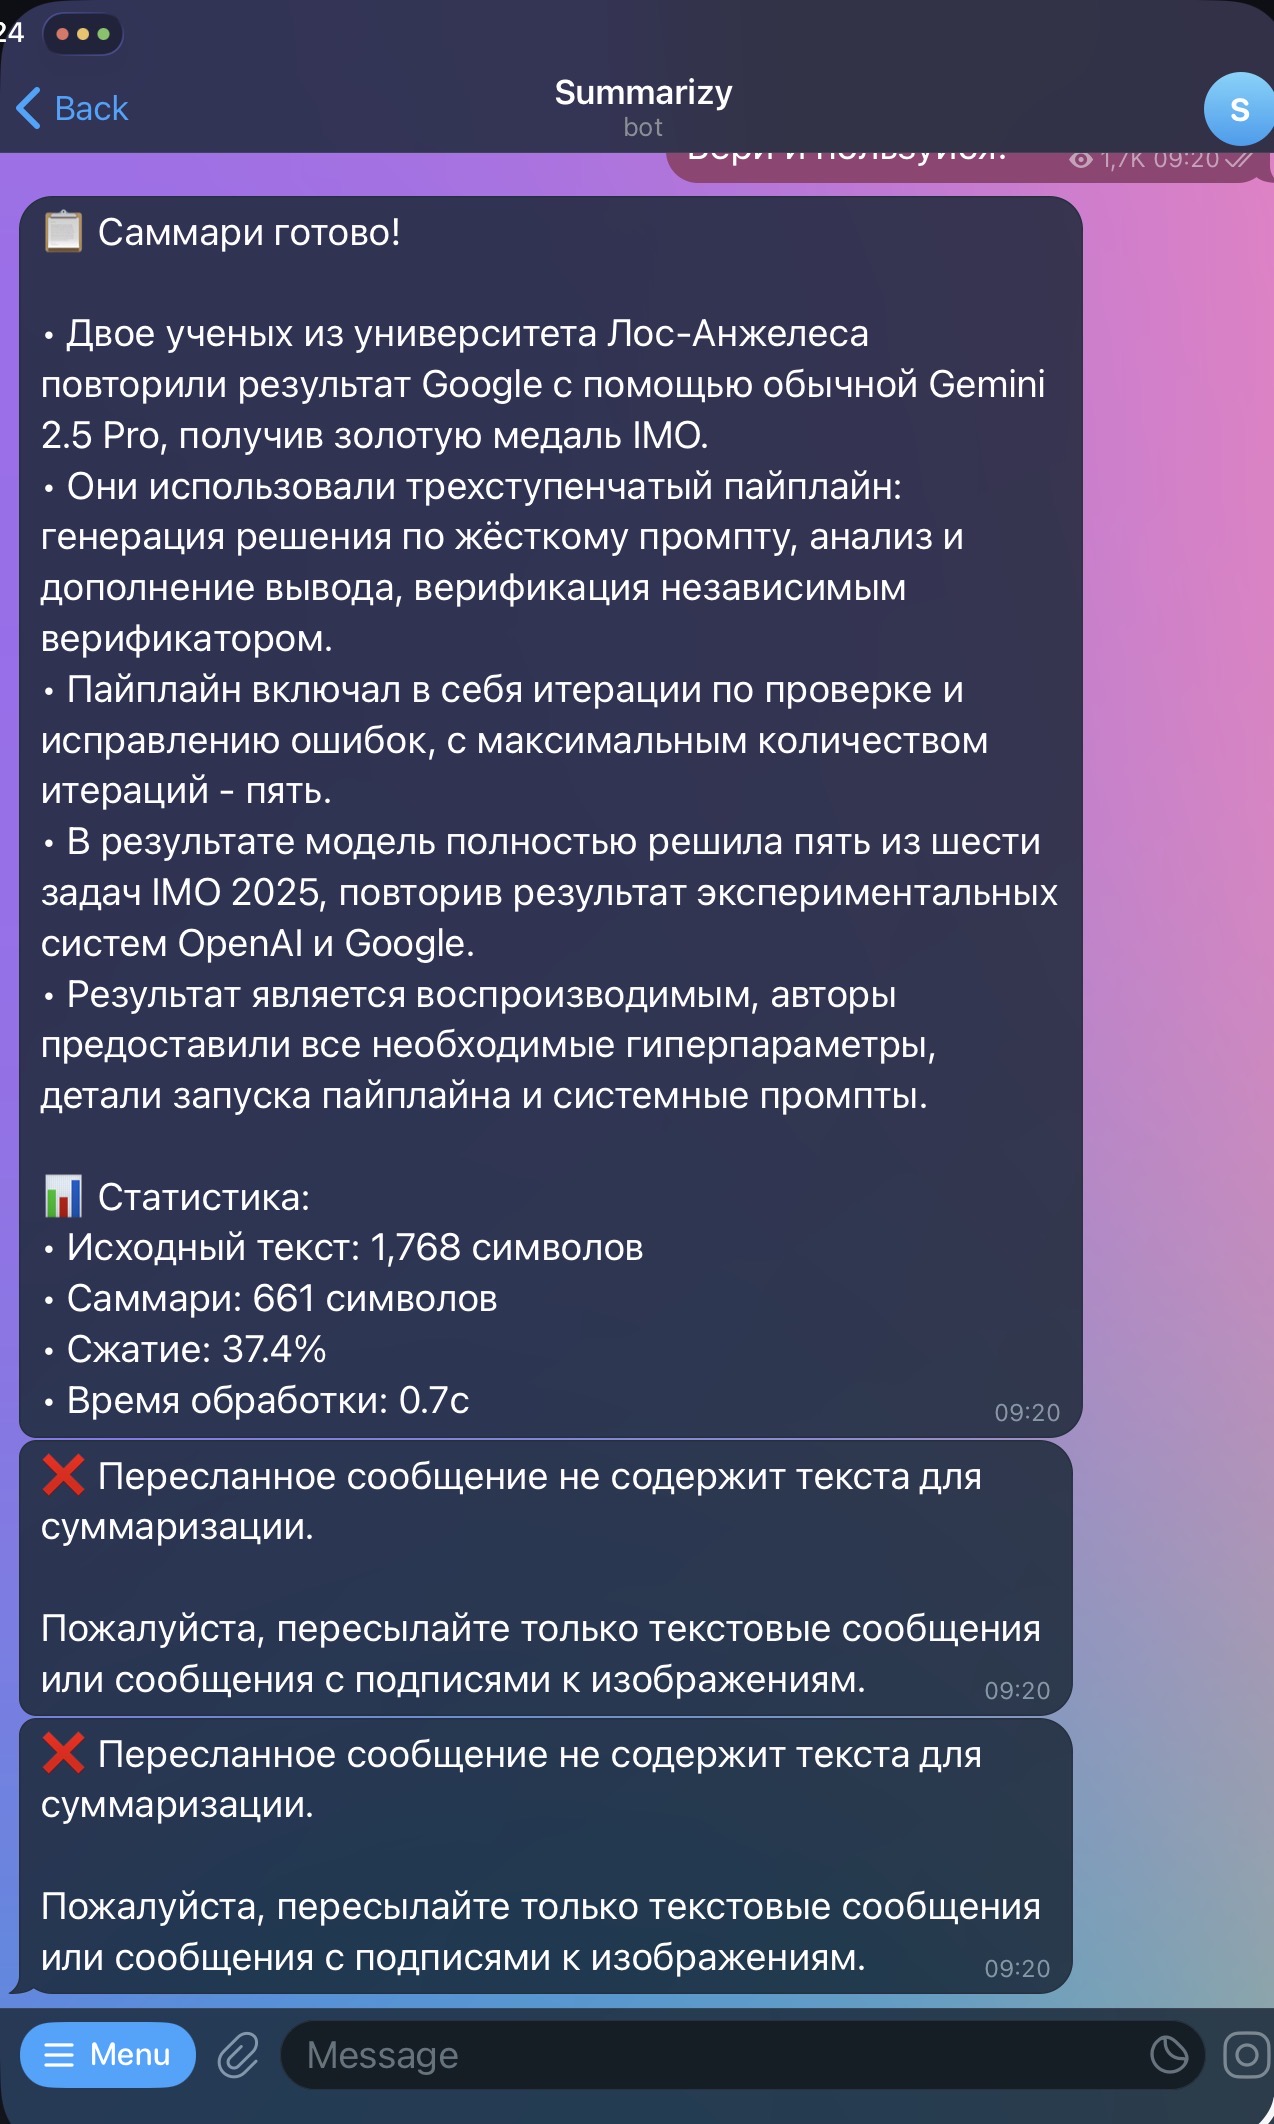 24
Back
Summarizy
bot
S
Бери и пользуйся!
1,7K 09:20
Саммари готово!
• Двое ученых из университета Лос-Анжелеса
повторили результат Google с помощью обычной Gemini
2.5 Pro, получив золотую медаль IMO.
• Они использовали трехступенчатый пайплайн:
генерация решения по жёсткому промпту, анализ и
дополнение вывода, верификация независимым
верификатором.
• Пайплайн включал в себя итерации по проверке и
исправлению ошибок, с максимальным количеством
итераций - пять.
• В результате модель полностью решила пять из шести
задач IMO 2025, повторив результат экспериментальных
систем OpenAI и Google.
• Результат является воспроизводимым, авторы
предоставили все необходимые гиперпараметры,
детали запуска пайплайна и системные промпты.
Статистика:
• Исходный текст: 1,768 символов
• Саммари: 661 символов
• Сжатие: 37.4%
• Время обработки: 0.7с
09:20
Пересланное сообщение не содержит текста для
суммаризации.
Пожалуйста, пересылайте только текстовые сообщения
или сообщения с подписями к изображениям.
09:20
Пересланное сообщение не содержит текста для
суммаризации.
Пожалуйста, пересылайте только текстовые сообщения
или сообщения с подписями к изображениям.
09:20
Menu
Message